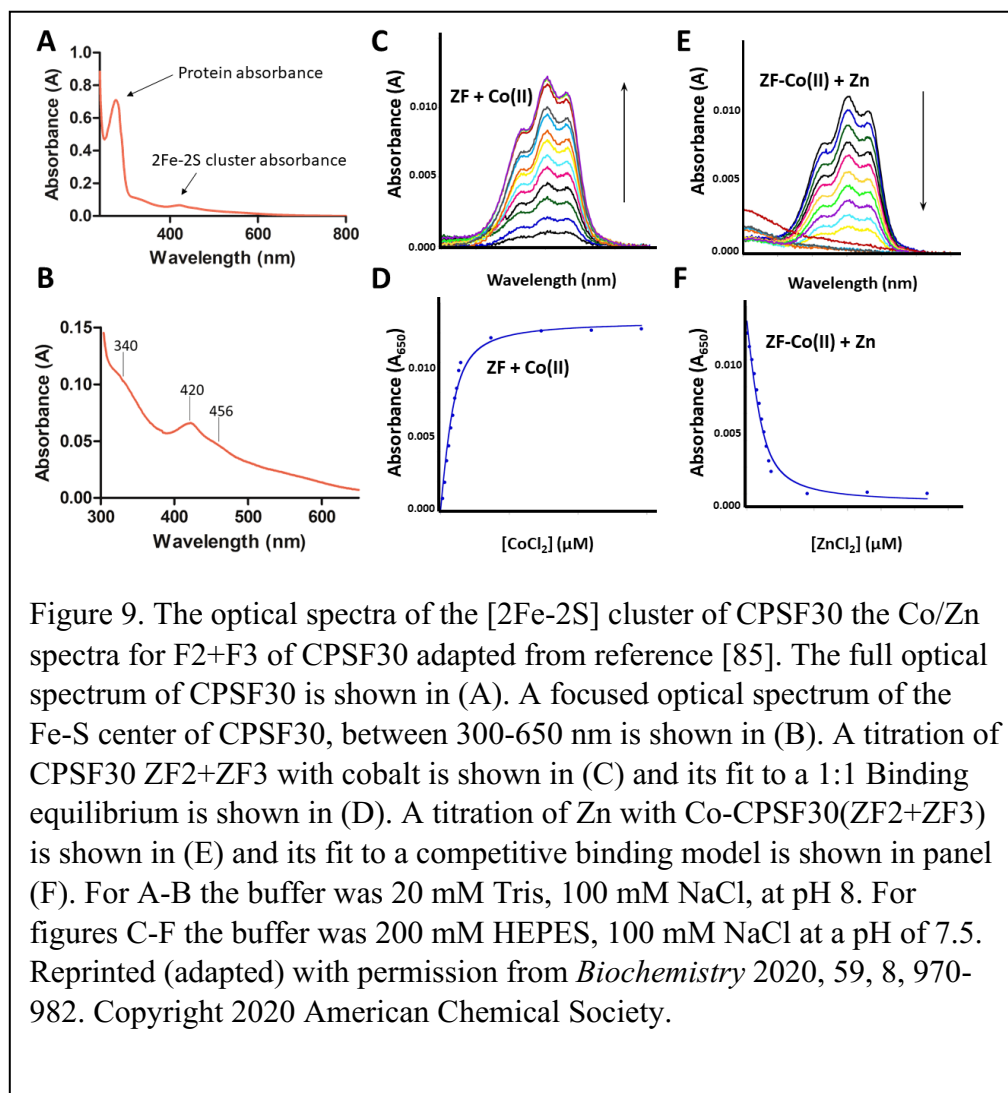 A
Absorbance (A)
1.0
0.8
0.6
0.4
0.2
0.0
Protein absorbance
2Fe-2S cluster absorbance
400
600
800
Wavelength (nm)
B
Absorbance (A)
0.15
0.10
0.05
0.00
340
420
456
300
400
500
600
Wavelength (nm)
C
Absorbance (A)
0.010
0.005
0.000
ZF + Co(II)
Wavelength (nm)
D
Absorbance (A650)
0.010
0.005
0.000
ZF + Co(II)
[CoCl2] (µM)
E
Absorbance (A)
0.010
0.005
0.000
ZF-Co(II) + Zn
Wavelength (nm)
F
Absorbance (A650)
0.010
0.005
0.000
ZF-Co(II) + Zn
[ZnCl2] (µM)
Figure 9. The optical spectra of the [2Fe-2S] cluster of CPSF30 the Co/Zn
spectra for F2+F3 of CPSF30 adapted from reference [85]. The full optical
spectrum of CPSF30 is shown in (A). A focused optical spectrum of the
Fe-S center of CPSF30, between 300-650 nm is shown in (B). A titration of
CPSF30 ZF2+ZF3 with cobalt is shown in (C) and its fit to a 1:1 Binding
equilibrium is shown in (D). A titration of Zn with Co-CPSF30(ZF2+ZF3)
is shown in (E) and its fit to a competitive binding model is shown in panel
(F). For A-B the buffer was 20 mM Tris, 100 mM NaCl, at pH 8. For
figures C-F the buffer was 200 mM HEPES, 100 mM NaCl at a pH of 7.5.
Reprinted (adapted) with permission from Biochemistry 2020, 59, 8, 970-
982. Copyright 2020 American Chemical Society.